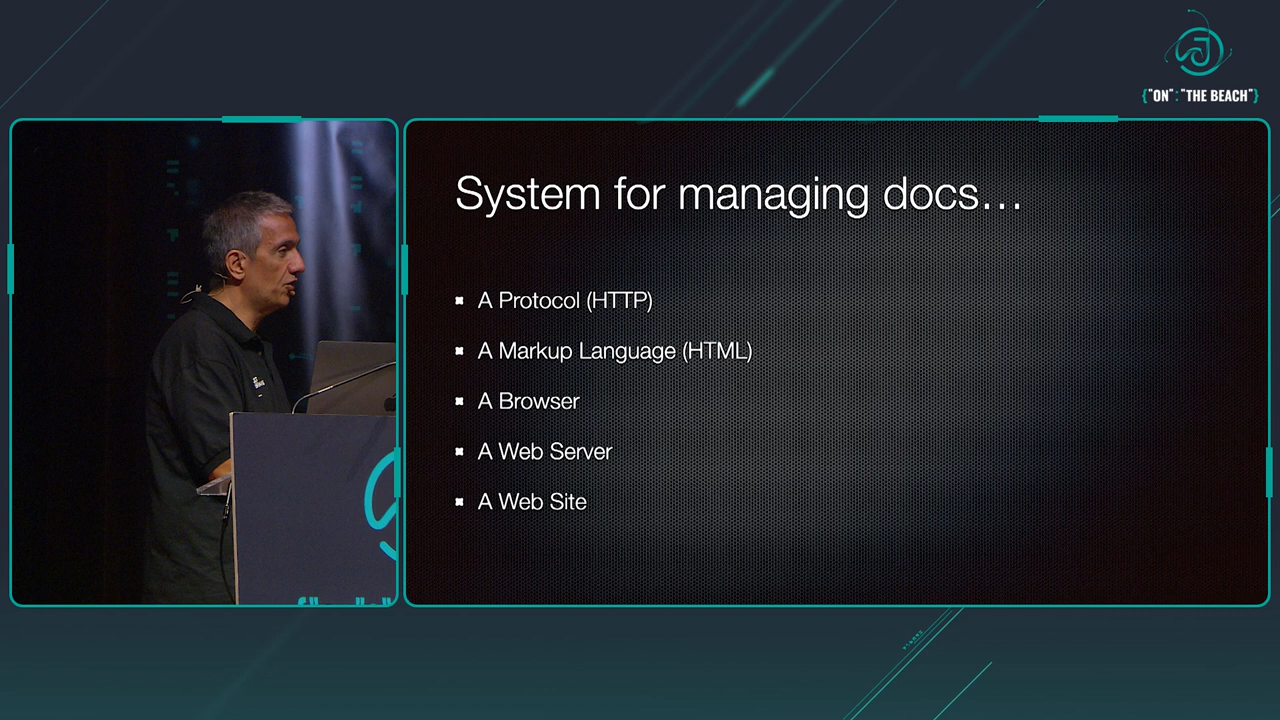 {"ON":"THE BEACH"}
System for managing docs...
A Protocol (HTTP)
A Markup Language (HTML)
A Browser
A Web Server
A Web Site